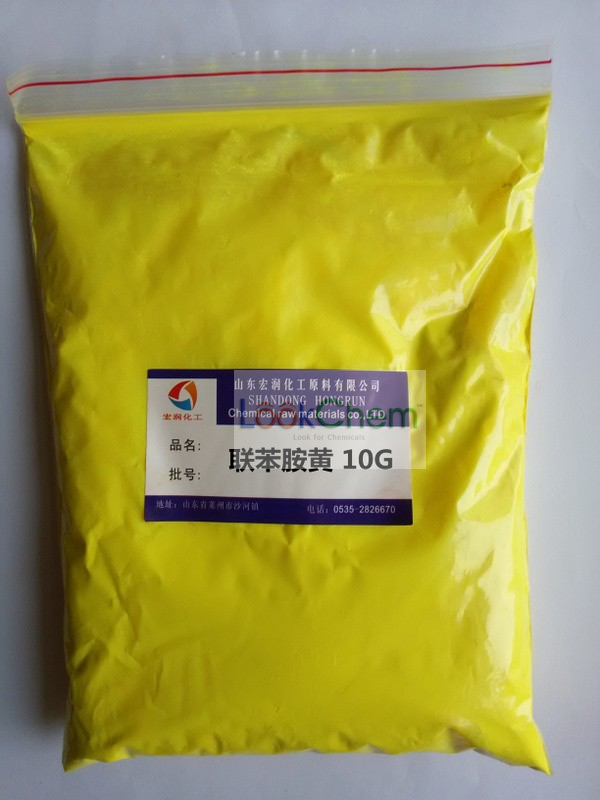 山东宏润化工原料有限公司
SHANDONG HONGRUN
Chemical raw materials co.,LTD
宏润化工
LookChem
Look for Chemicals
品名:
联苯胺黄 10G
批号:
地址: 山东省莱州市沙河镇
电话: 0535-2826670